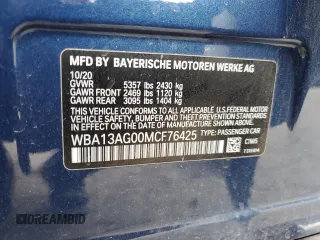 MFD BY BAYERISCHE MOTOREN WERKE AG
10/20
GVWR 5357 lbs 2430 kg
GAWR FRONT 2469 lbs 1120 kg
GAWR REAR 3095 lbs 1404 kg
THIS VEHICLE CONFORMS TO ALL APPLICABLE U.S. FEDERAL MOTOR
VEHICLE SAFETY, BUMPER, AND THEFT PREVENTION STANDARDS IN
EFFECT ON THE DATE OF MANUFACTURE SHOWN ABOVE.
WBA13AG00MCF76425 TYPE: PASSENGER CAR
DREAMBID